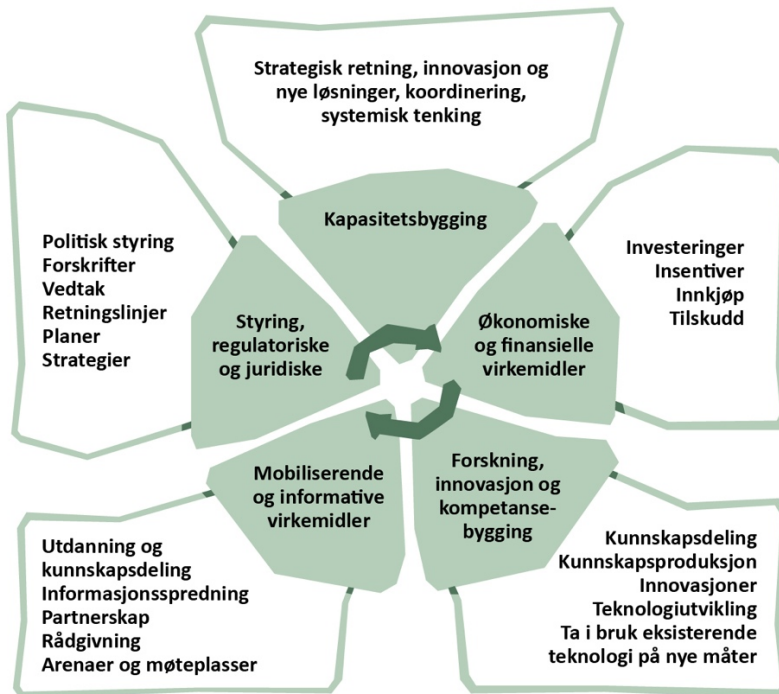 Strategisk retning, innovasjon og
nye løsninger, koordinering,
systemisk tenking
Kapasitetsbygging
Politisk styring
Forskrifter
Vedtak
Retningslinjer
Planer
Strategier
Styring,
regulatoriske
og juridiske
Økonomiske
og finansielle
virkemidler
Investeringer
Insentiver
Innkjøp
Tilskudd
Mobiliserende
og informative
virkemidler
Forskning,
innovasjon og
kompetanse-
bygging
Utdanning og
kunnskapsdeling
Informasjonsspredning
Partnerskap
Rådgivning
Arenaer og møteplasser
Kunnskapsdeling
Kunnskapsproduksjon
Innovasjoner
Teknologiutvikling
Ta i bruk eksisterende
teknologi på nye måter